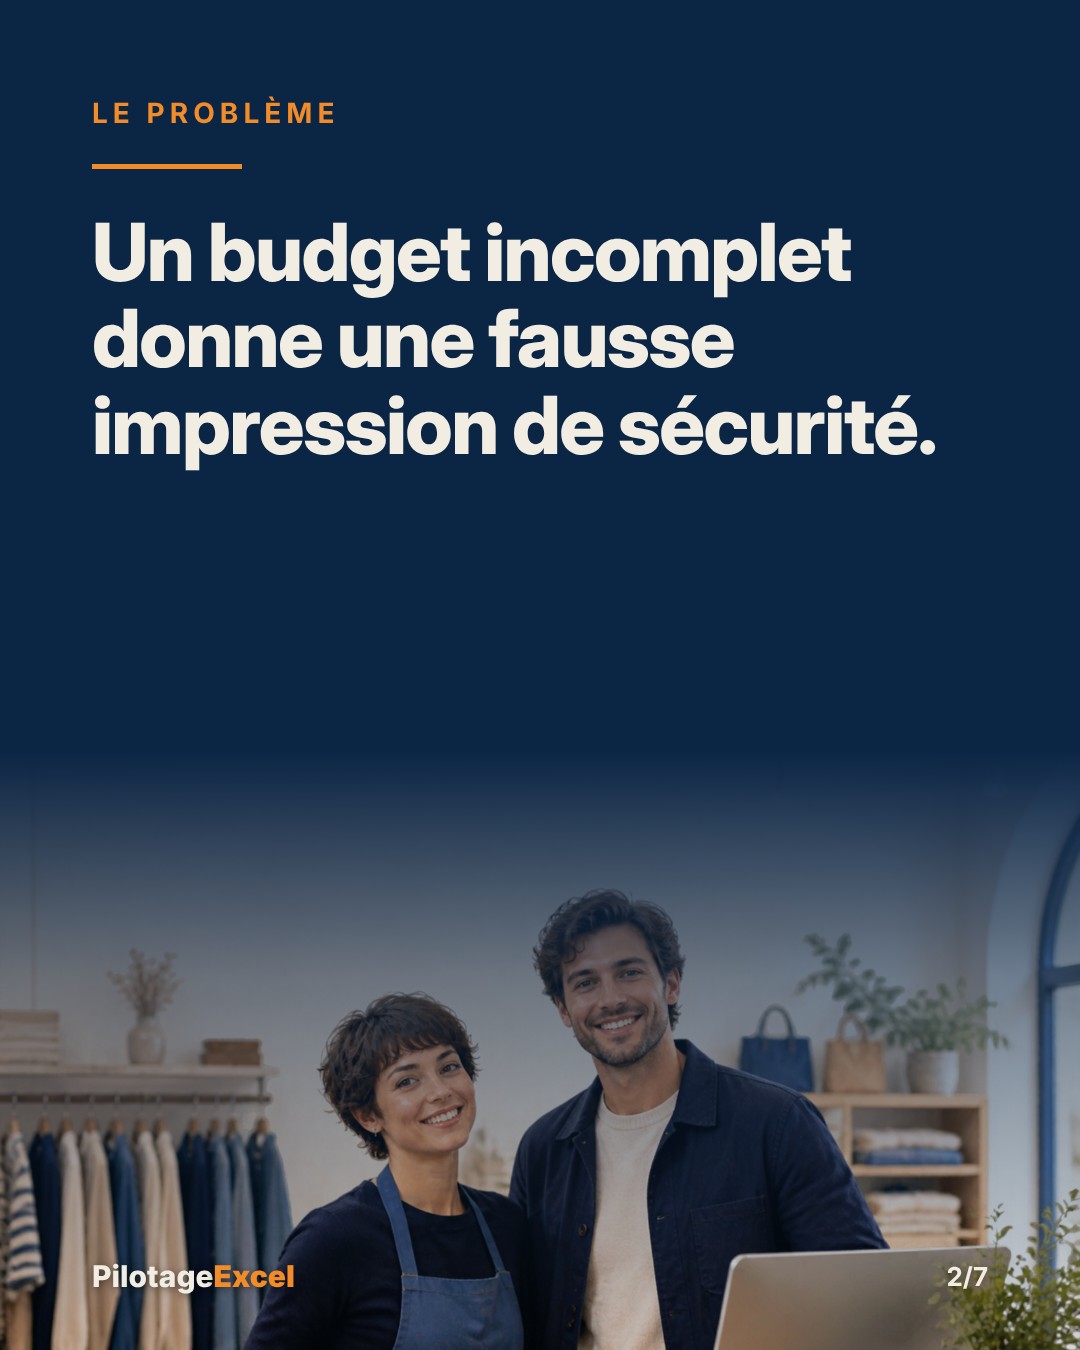 LE PROBLÈME
Un budget incomplet
donne une fausse
impression de sécurité.
PilotageExcel
2/7